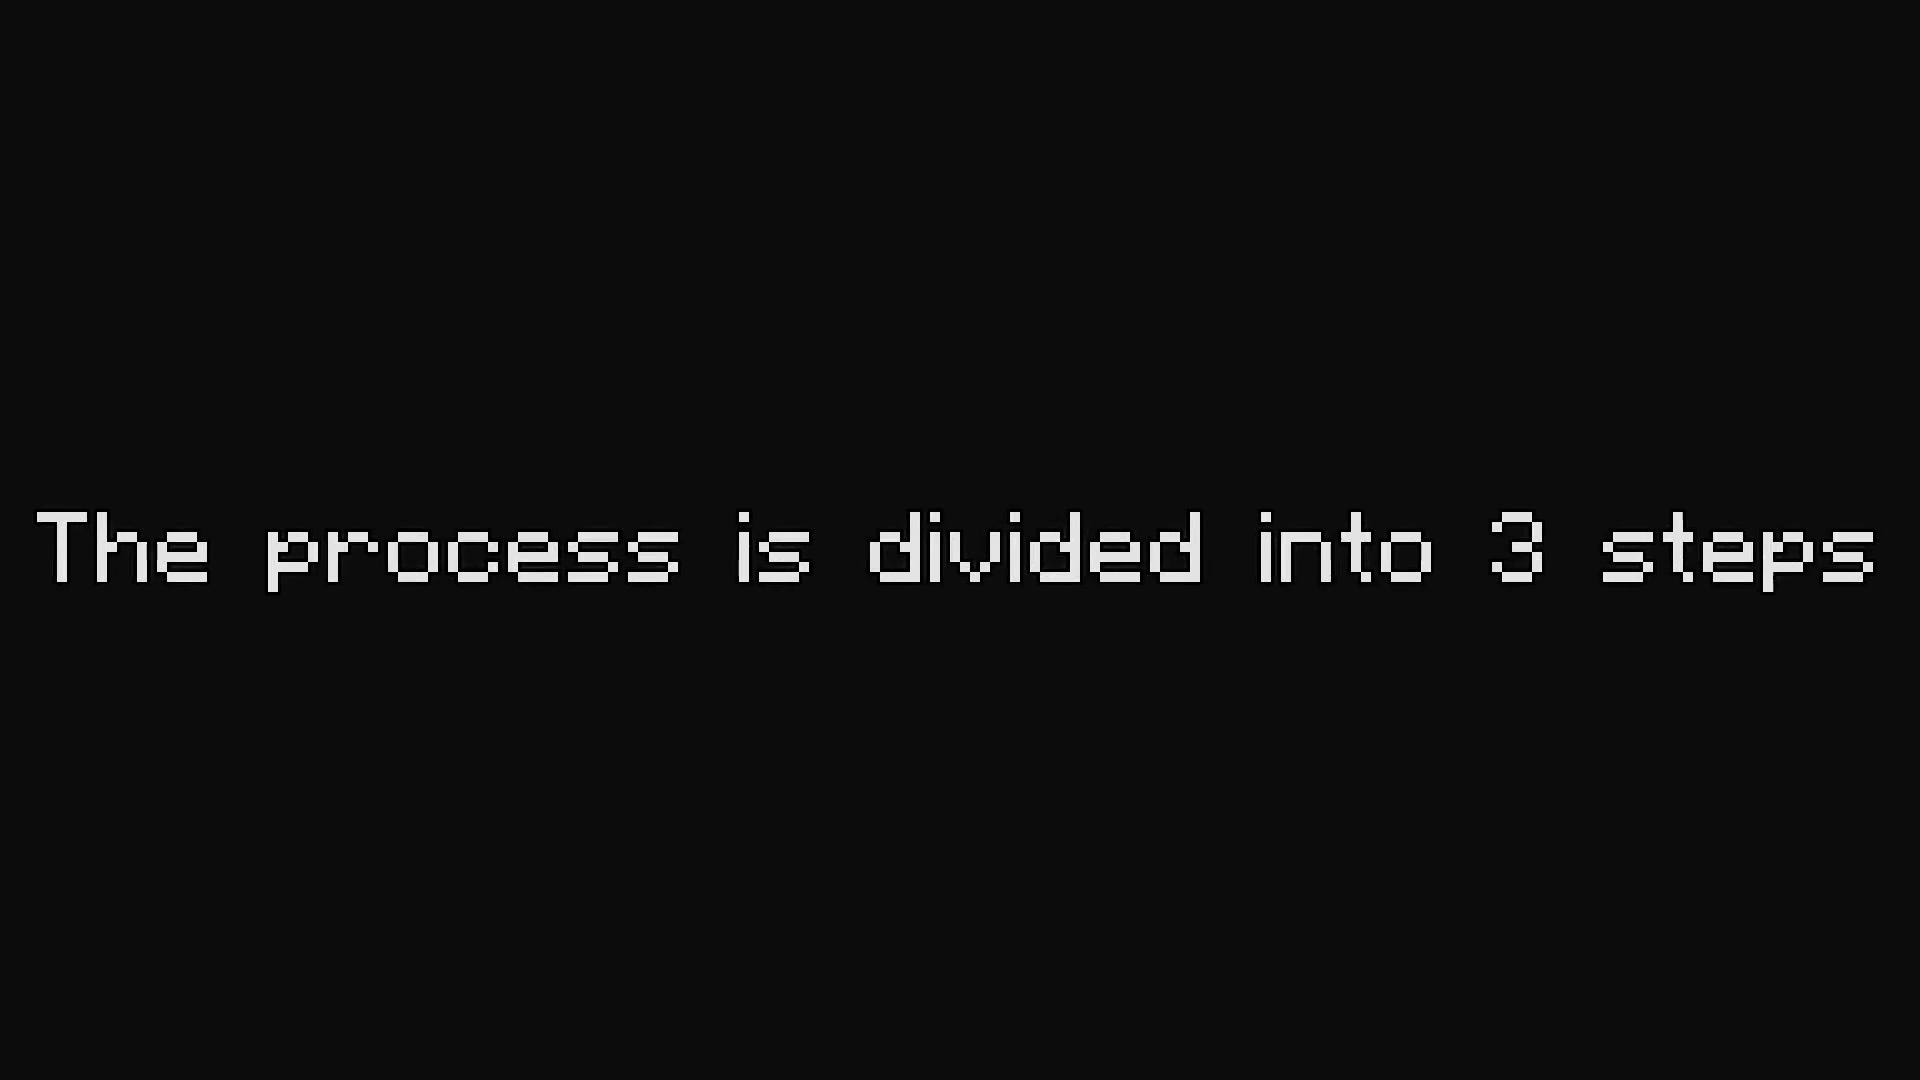 The process is divided into 3 steps